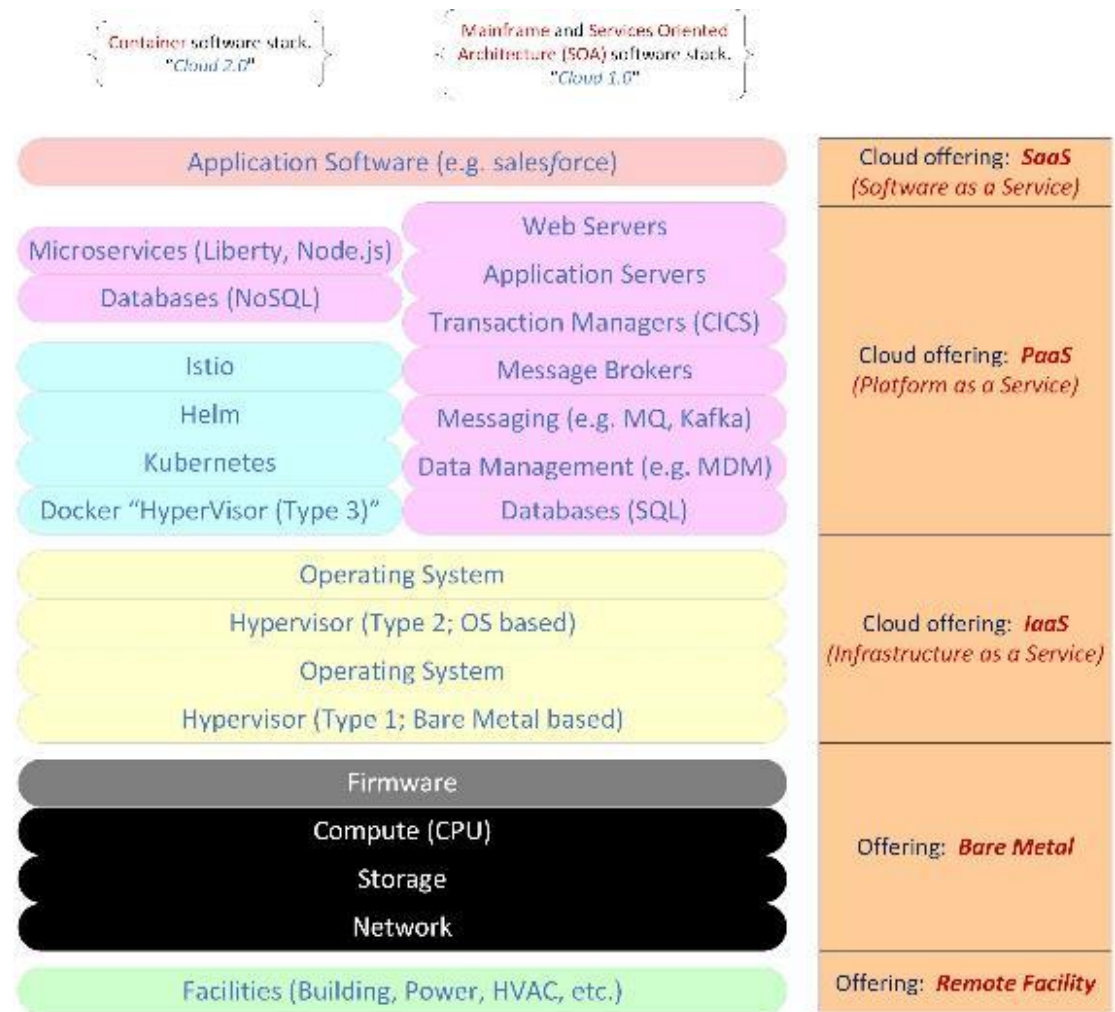 Container software stack.
"Cloud 2.0"
Mainframe and Services Oriented
Architecture (SOA) software stack.
"Cloud 1.0"
Application Software (e.g. salesforce)
Cloud offering: SaaS
(Software as a Service)
Microservices (Liberty, Node.js)
Databases (NoSQL)
Istio
Helm
Kubernetes
Docker “HyperVisor (Type 3)”
Web Servers
Application Servers
Transaction Managers (CICS)
Message Brokers
Messaging (e.g. MQ, Kafka)
Data Management (e.g. MDM)
Databases (SQL)
Cloud offering: PaaS
(Platform as a Service)
Operating System
Hypervisor (Type 2; OS based)
Operating System
Hypervisor (Type 1; Bare Metal based)
Cloud offering: IaaS
(Infrastructure as a Service)
Firmware
Compute (CPU)
Storage
Network
Offering: Bare Metal
Facilities (Building, Power, HVAC, etc.)
Offering: Remote Facility